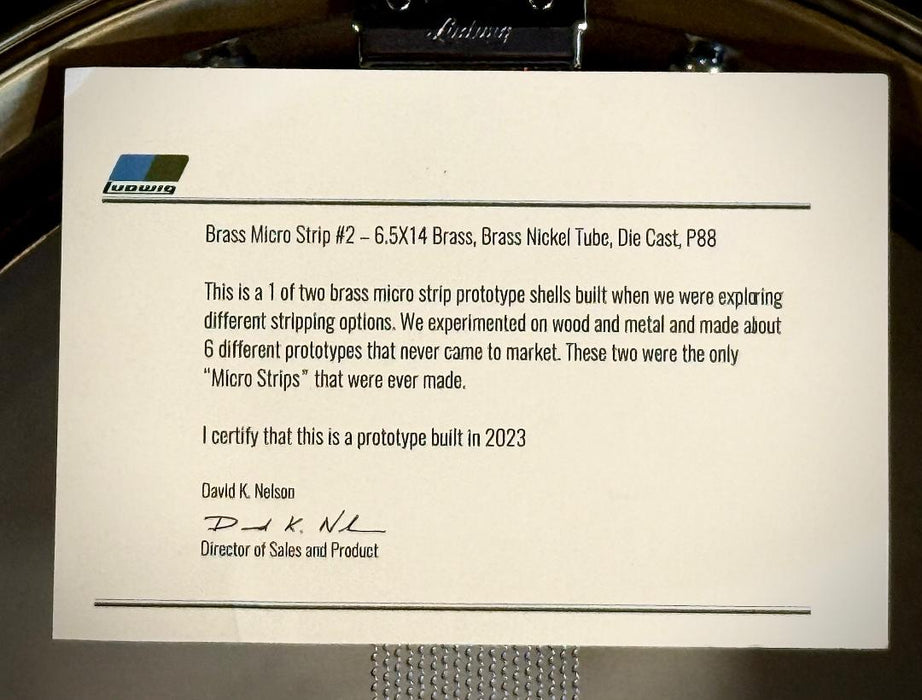 Ludwig
LUDWIG
Brass Micro Strip #2 – 6.5X14 Brass, Brass Nickel Tube, Die Cast, P88
This is a 1 of two brass micro strip prototype shells built when we were exploring
different stripping options. We experimented on wood and metal and made about
6 different prototypes that never came to market. These two were the only
“Micro Strips” that were ever made.
I certify that this is a prototype built in 2023
David K. Nelson
D K. N
Director of Sales and Product